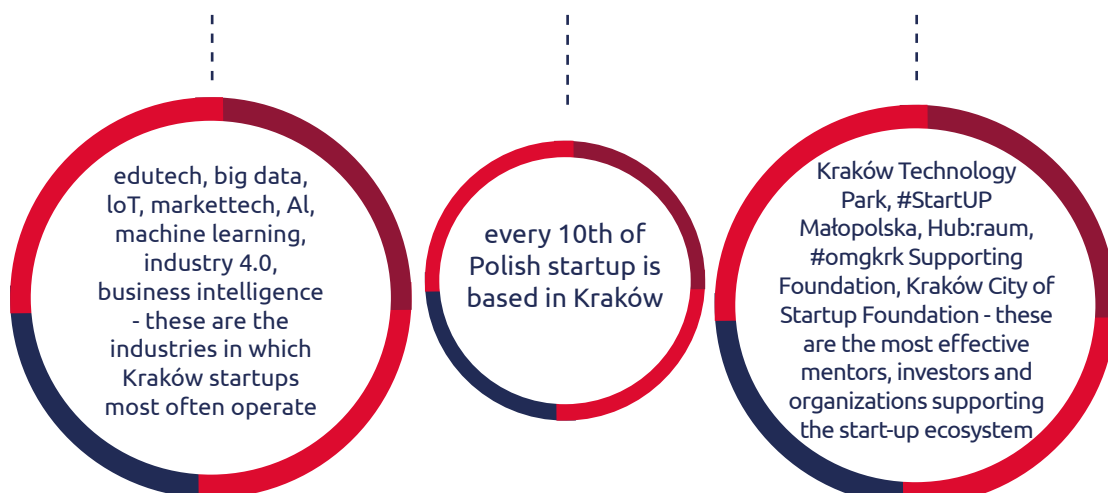 edutech, big data,
loT, markettech, Al,
machine learning,
industry 4.0,
business intelligence
- these are the
industries in which
Kraków startups
most often operate
every 10th of
Polish startup is
based in Kraków
Kraków Technology
Park, #StartUP
Małopolska, Hub:raum,
#omgkrk Supporting
Foundation, Kraków City of
Startup Foundation - these
are the most effective
mentors, investors and
organizations supporting
the start-up ecosystem